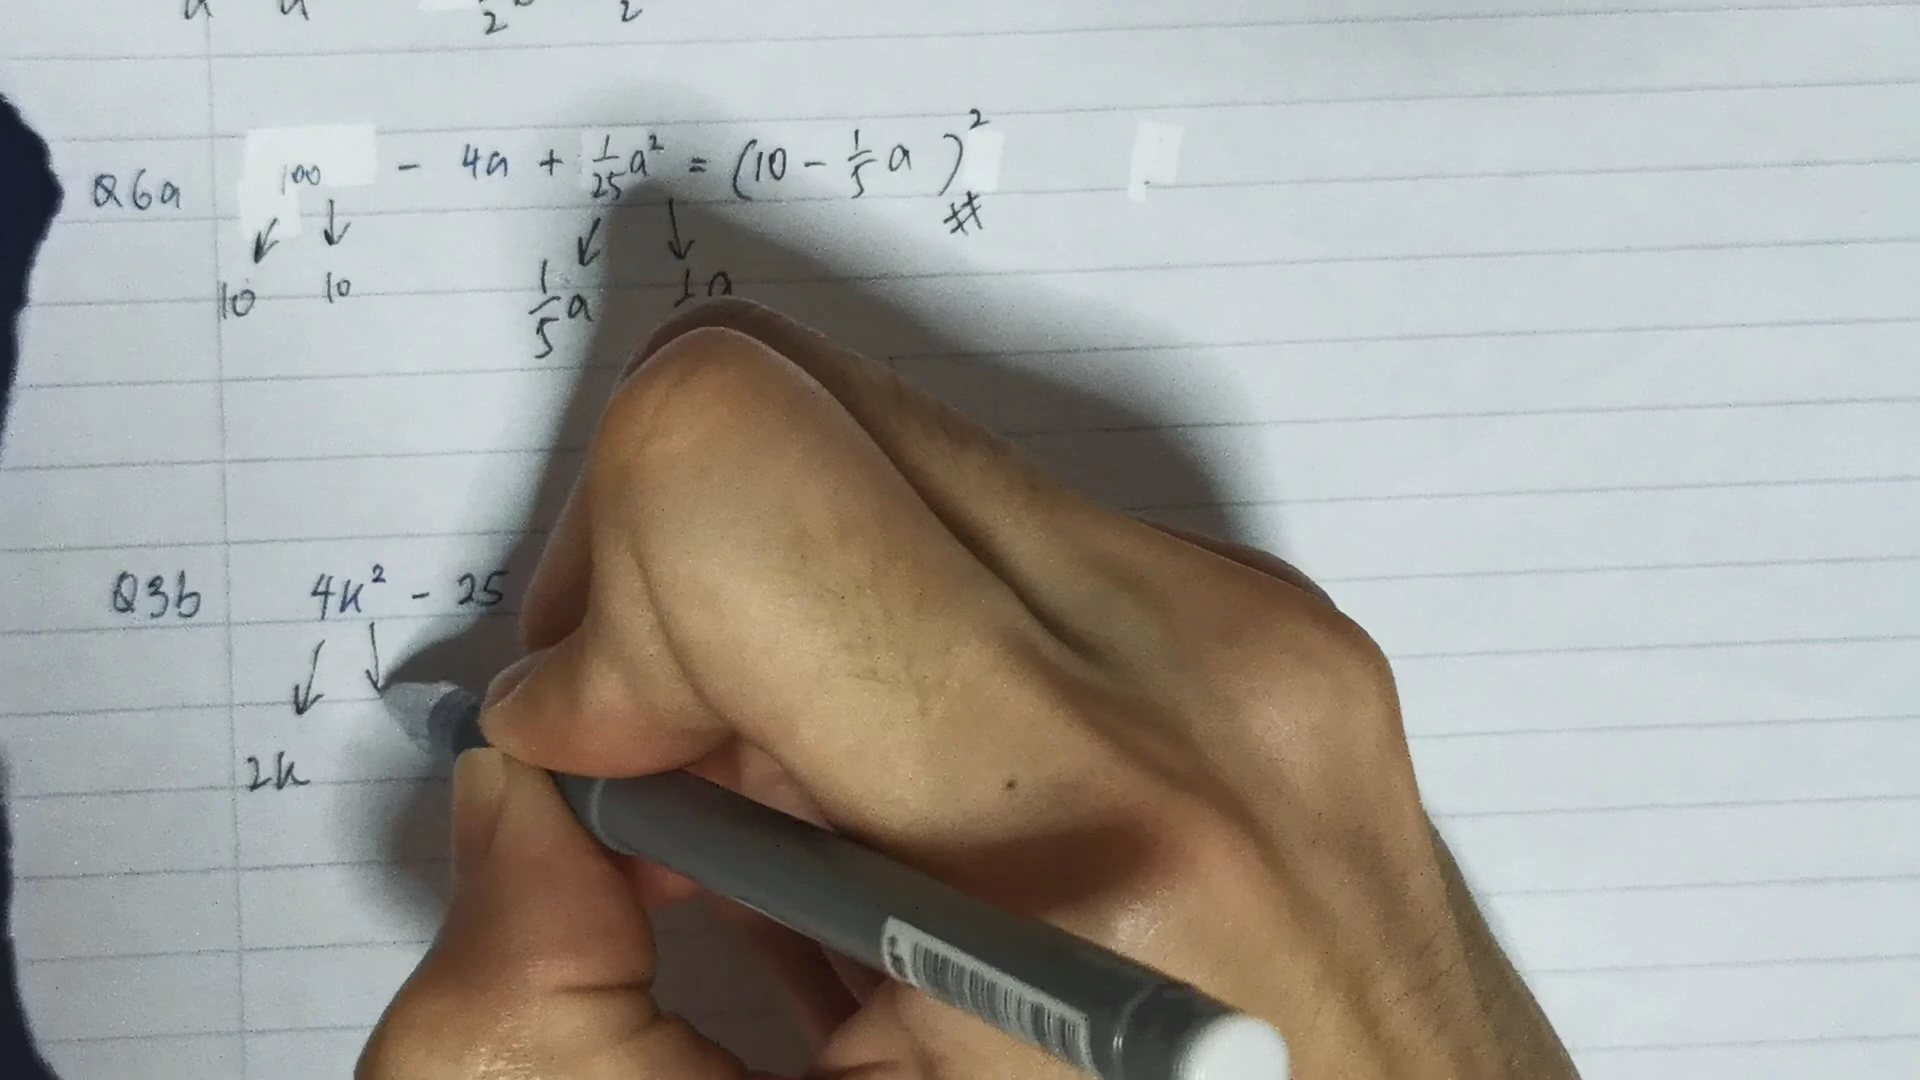 Q6a 100 - 4a + 1/25 a² = (10 - 1/5 a)²
10 10 1/5 a
Q3b 4k² - 25
2k